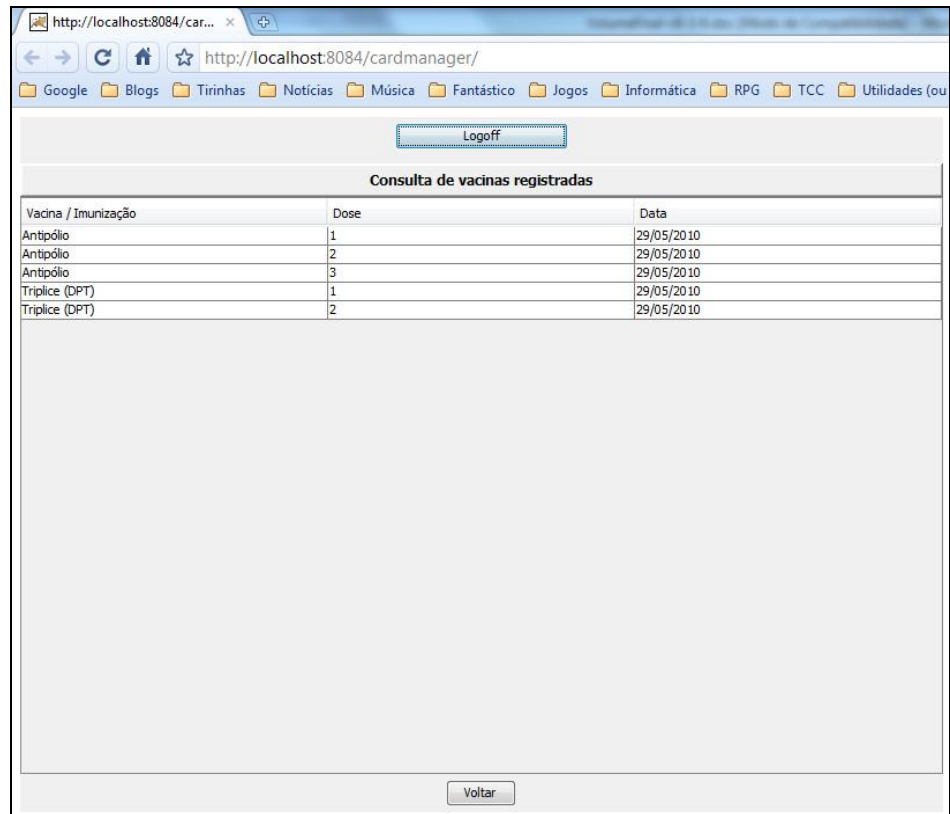 http://localhost:8084/car...
http://localhost:8084/cardmanager/
Google Blogs Tirinhas Notícias Música Fantástico Jogos Informática RPG TCC Utilidades (ou
Logoff
Consulta de vacinas registradas
Vacina / Imunização Dose Data
Antipólio 1 29/05/2010
Antipólio 2 29/05/2010
Antipólio 3 29/05/2010
Triplice (DPT) 1 29/05/2010
Triplice (DPT) 2 29/05/2010
Voltar